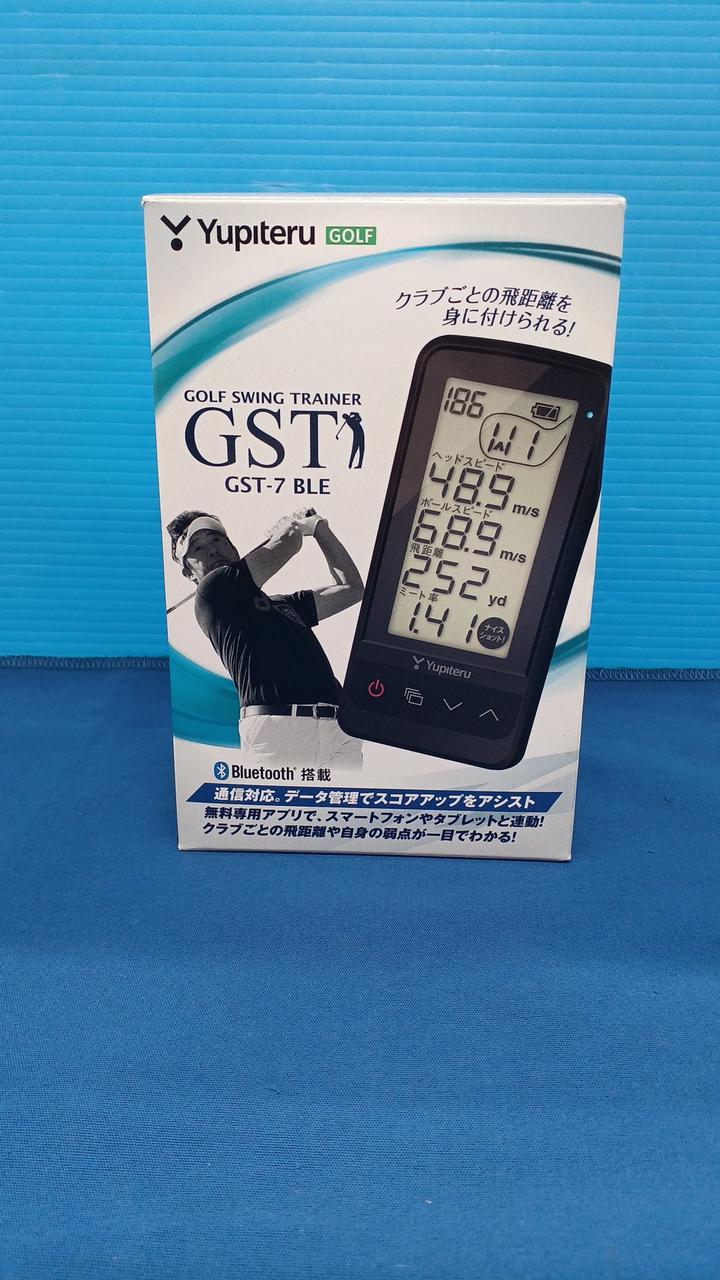 Yupiteru GOLF
クラブごとの飛距離を
身に付けられる!
GOLF SWING TRAINER
GST
GST-7 BLE
186
W1
ヘッドスピード
48.9 m/s
ボールスピード
68.9 m/s
飛距離
252 yd
ミート率
1.41
ナイス
ショット!
Yupiteru
Bluetooth® 搭載
通信対応。データ管理でスコアアップをアシスト
無料専用アプリで、スマートフォンやタブレットと連動!
クラブごとの飛距離や自身の弱点が一目でわかる!